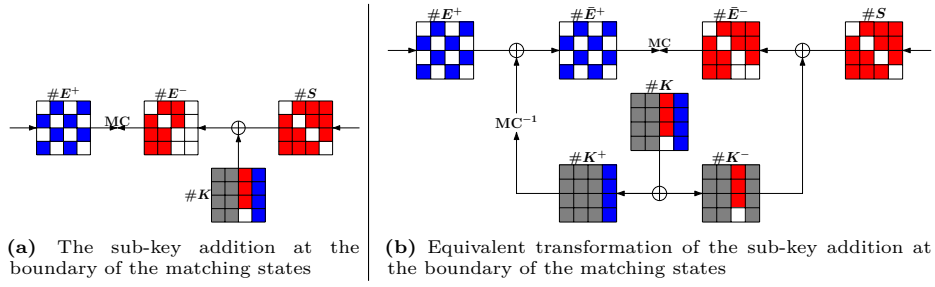 #E⁺ #Ē⁺ #Ē⁻ #S
MC
#K
#E⁺ #E⁻ #S
MC
MC⁻¹
#K⁺ #K⁻
#K
(a) The sub-key addition at the
boundary of the matching states
(b) Equivalent transformation of the sub-key addition at
the boundary of the matching states